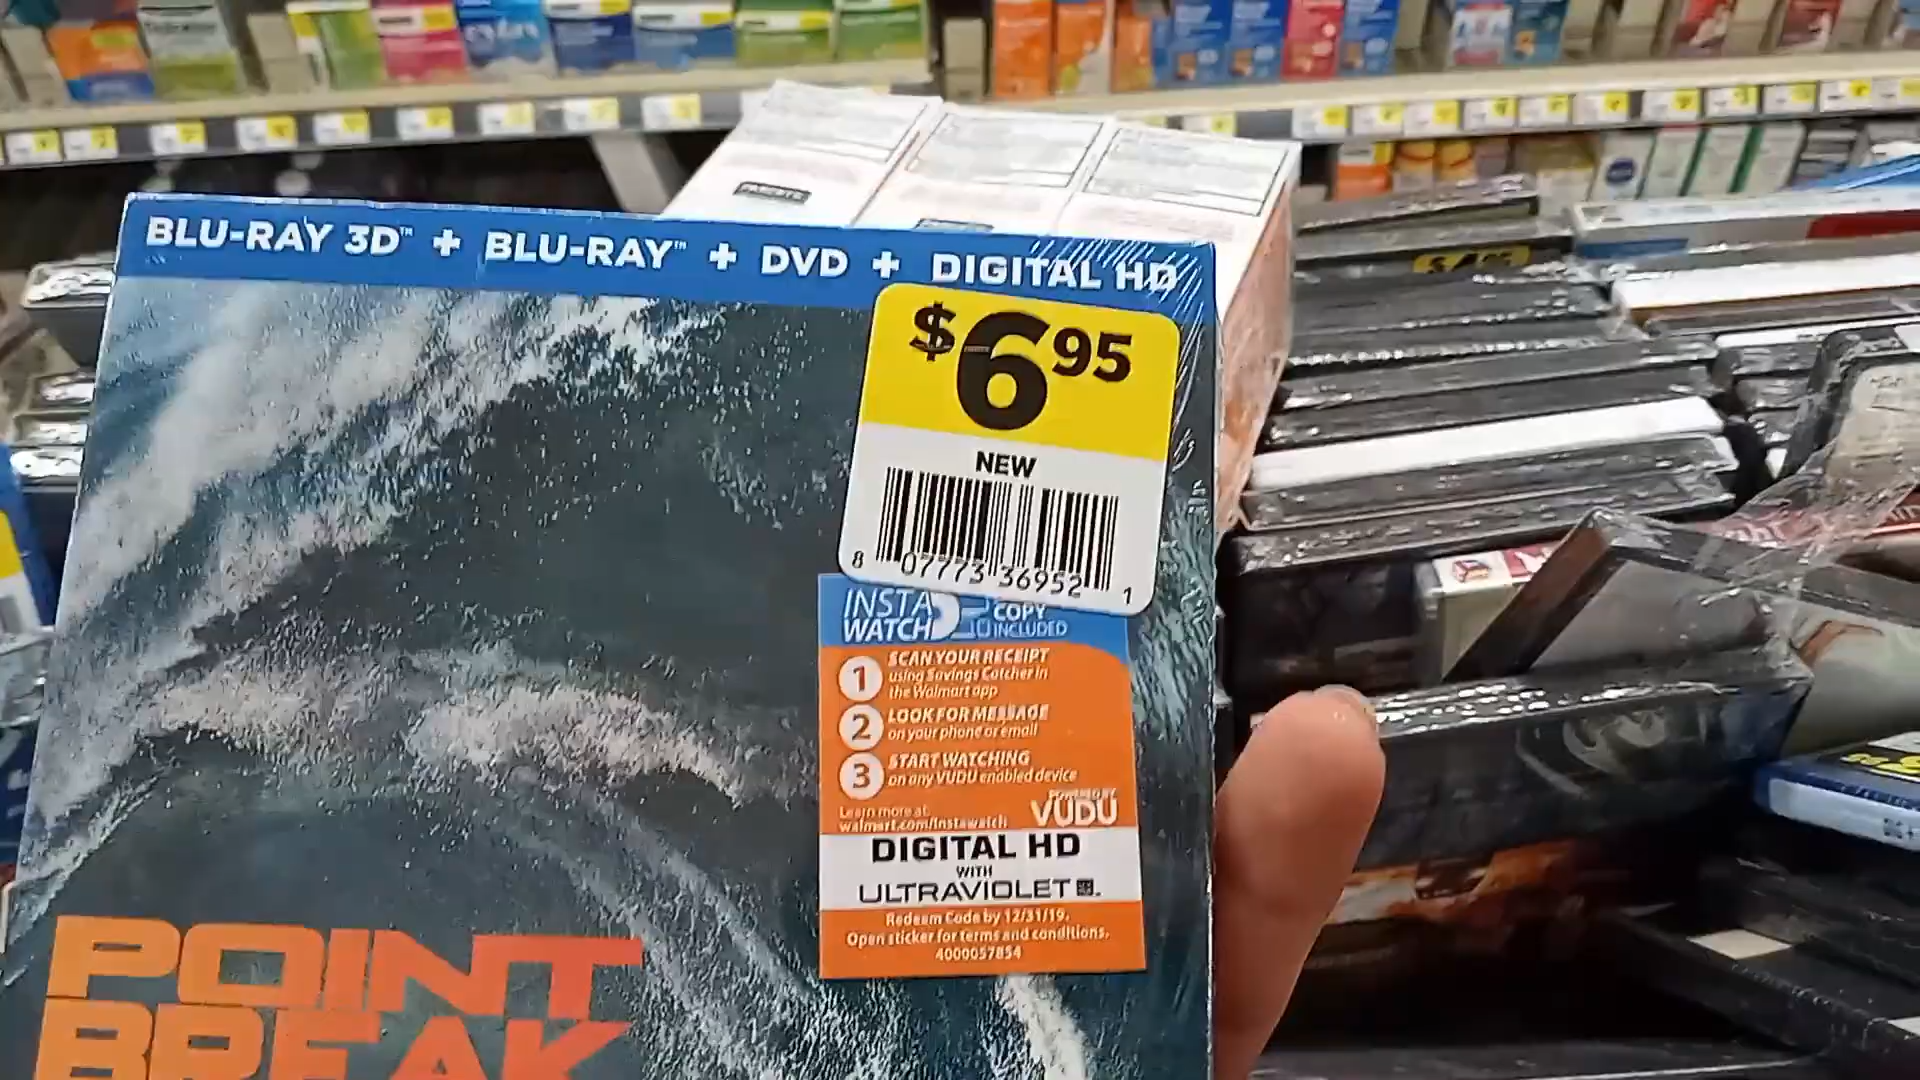 BLU-RAY 3D™ + BLU-RAY™ + DVD + DIGITAL HD
$6 95
NEW
8 07773 36952 1
INSTA
WATCH
COPY
INCLUDED
1 SCAN YOUR RECEIPT
using Savings Catcher in
the Walmart app
2 LOOK FOR MESSAGE
on your phone or email
3 START WATCHING
on any VUDU enabled device
Learn more at:
walmart.com/instawatch
POWERED BY
VUDU
DIGITAL HD
WITH
ULTRAVIOLET
Redeem Code by 12/31/19.
Open sticker for terms and conditions.
4000057854
POINT
BREAK